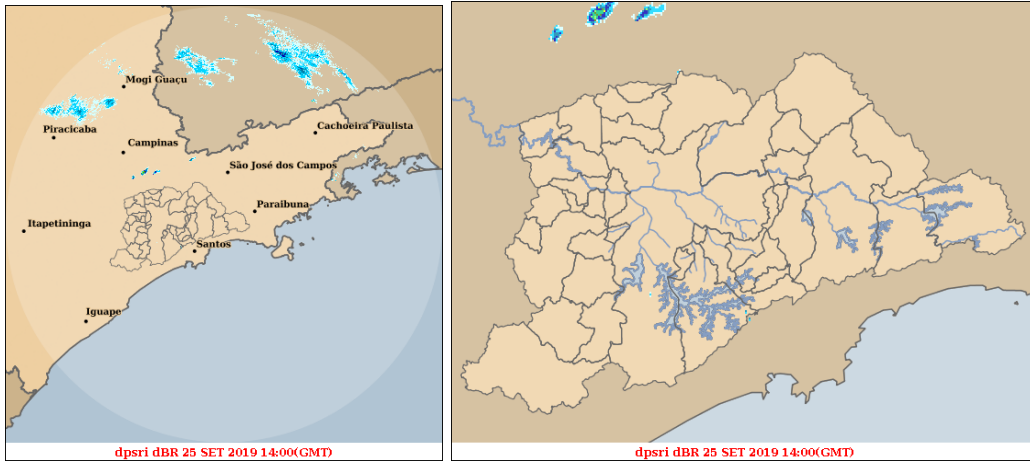 Mogi Guaçu
Cachoeira Paulista
Piracicaba
Campinas
São José dos Campos
Paraibuna
Itapetininga
Santos
Iguape
dpsri dBR 25 SET 2019 14:00(GMT)
dpsri dBR 25 SET 2019 14:00(GMT)